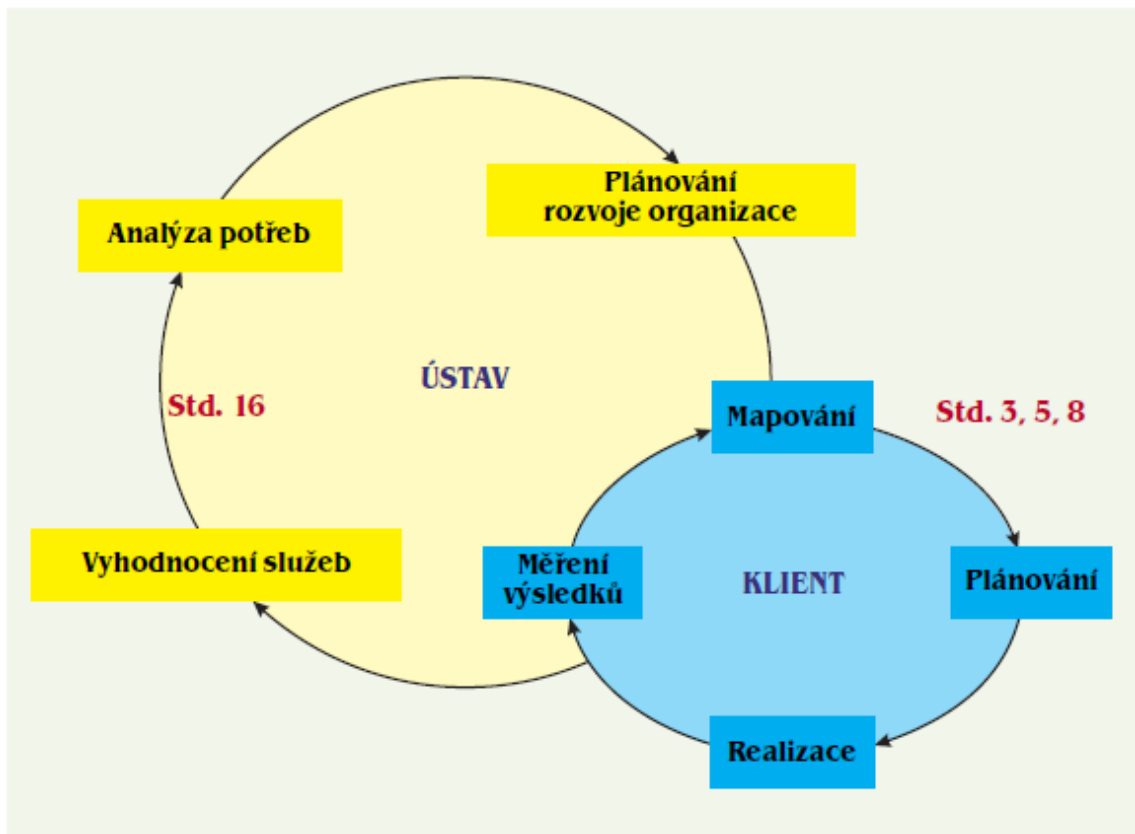 Plánování
rozvoje organizace
Analýza potřeb
ÚSTAV
Std. 16
Mapování
Std. 3, 5, 8
Vyhodnocení služeb
Měření
výsledků
KLIENT
Plánování
Realizace